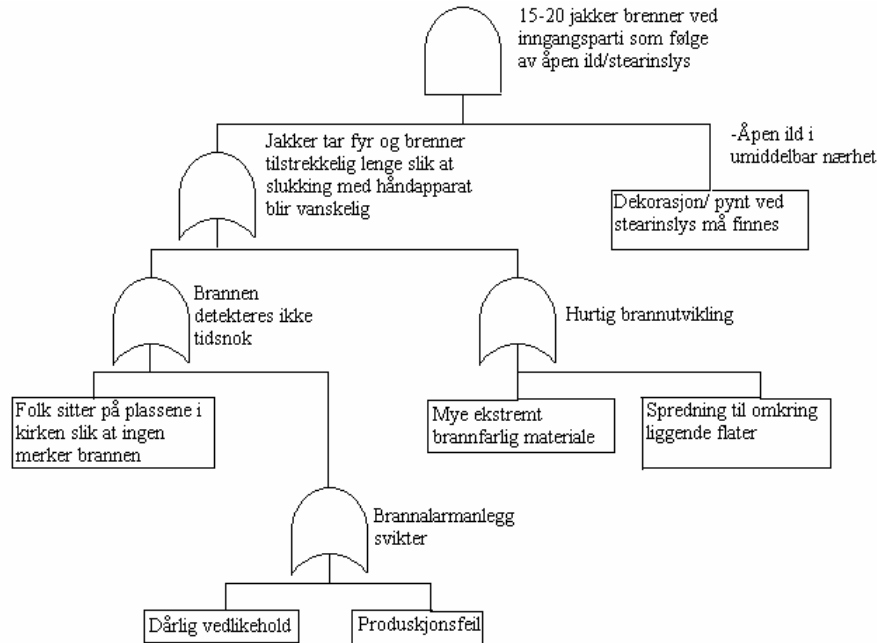 15-20 jakker brenner ved
inngangsparti som følge
av åpen ild/stearinslys
Jakker tar fyr og brenner
tilstrekkelig lenge slik at
slukking med håndapparat
blir vanskelig
-Åpen ild i
umiddelbar nærhet
Dekorasjon/ pynt ved
stearinslys må finnes
Brannen
detekteres ikke
tidsnok
Hurtig brannutvikling
Folk sitter på plassene i
kirken slik at ingen
merker brannen
Mye ekstremt
brannfarlig materiale
Spredning til omkring
liggende flater
Brannalarmanlegg
svikter
Dårlig vedlikehold
Produskjonsfeil